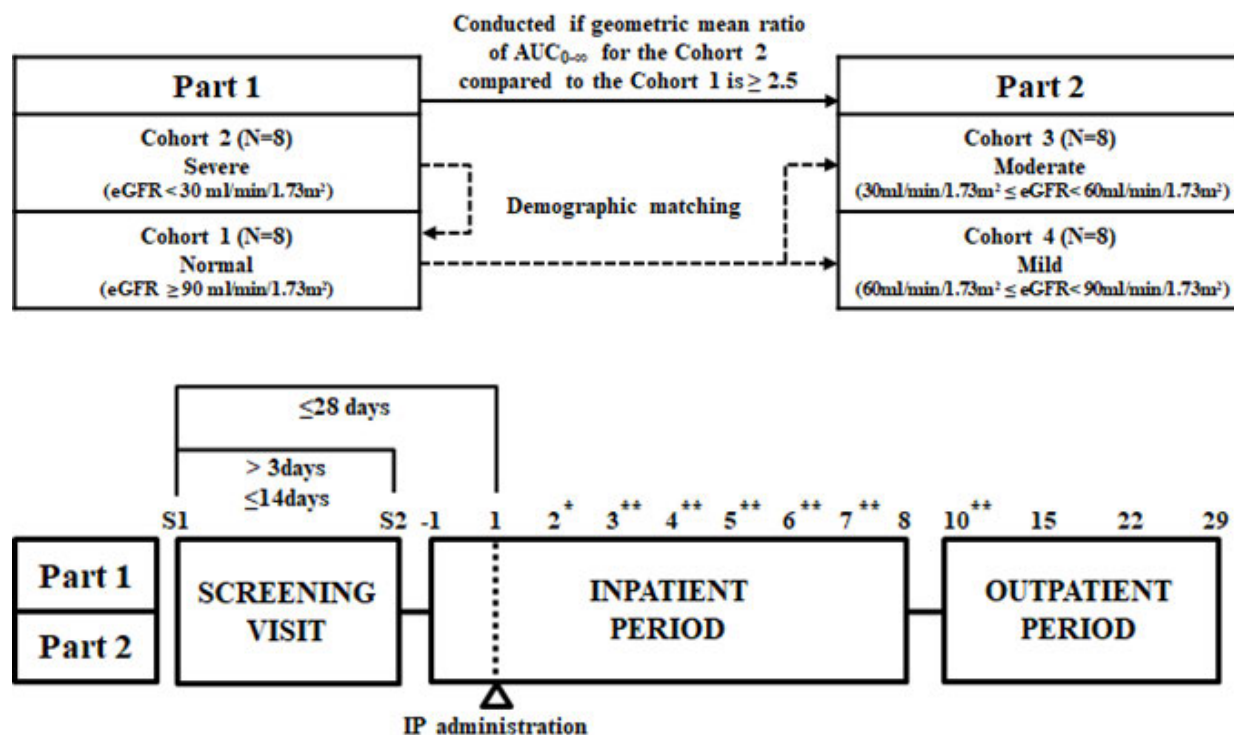 Conducted if geometric mean ratio
of AUC₀₋∞ for the Cohort 2
compared to the Cohort 1 is ≥ 2.5
Part 1
Part 2
Cohort 2 (N=8)
Severe
(eGFR < 30 ml/min/1.73m²)
Cohort 3 (N=8)
Moderate
(30ml/min/1.73m² ≤ eGFR< 60ml/min/1.73m²)
Demographic matching
Cohort 1 (N=8)
Normal
(eGFR ≥ 90 ml/min/1.73m²)
Cohort 4 (N=8)
Mild
(60ml/min/1.73m² ≤ eGFR< 90ml/min/1.73m²)
≤28 days
> 3days
≤14days
S1 S2 -1 1 2* 3** 4** 5** 6** 7** 8 10** 15 22 29
Part 1
Part 2
SCREENING
VISIT
INPATIENT
PERIOD
OUTPATIENT
PERIOD
IP administration